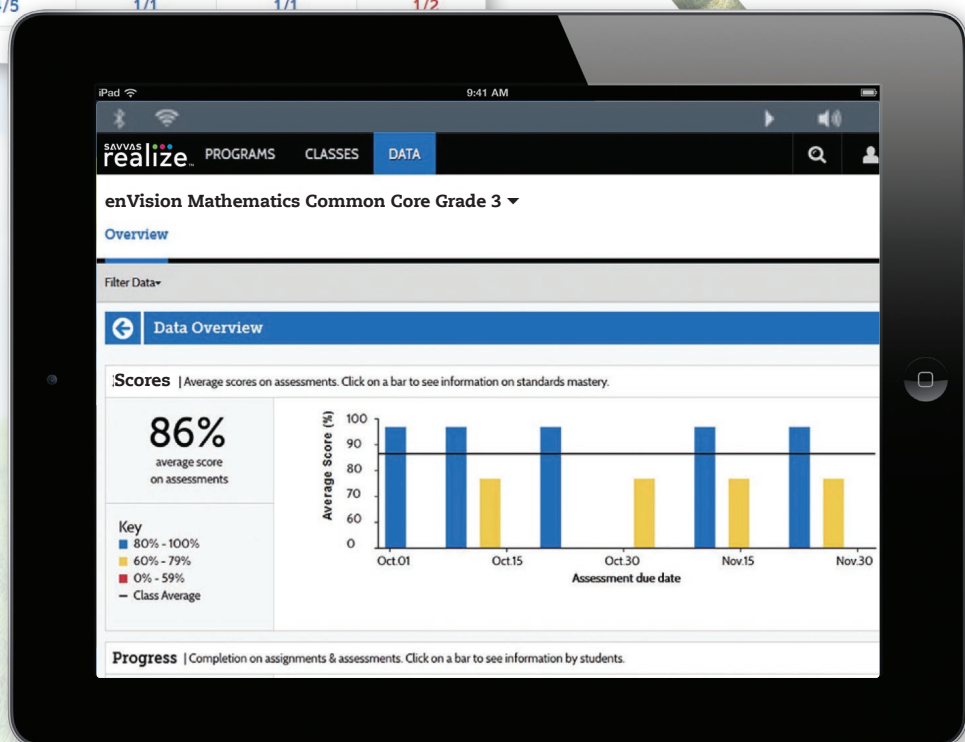 1/1 1/1 1/2
iPad 9:41 AM
SAVVAS
realize™ PROGRAMS CLASSES DATA
enVision Mathematics Common Core Grade 3
Overview
Filter Data
Data Overview
Scores | Average scores on assessments. Click on a bar to see information on standards mastery.
86%
average score
on assessments
Key
80% - 100%
60% - 79%
0% - 59%
Class Average
Average Score (%)
100
90
80
70
60
0
Oct.01 Oct.15 Oct.30 Nov.15 Nov.30
Assessment due date
Progress | Completion on assignments & assessments. Click on a bar to see information by students.